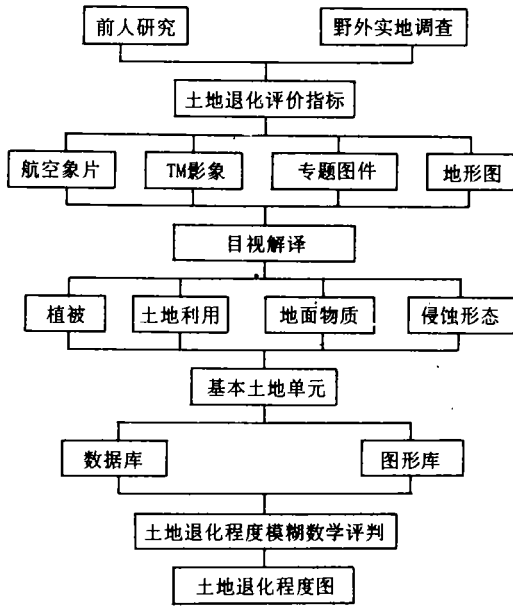 前人研究
野外实地调查
土地退化评价指标
航空象片
TM影象
专题图件
地形图
目视解译
植被
土地利用
地面物质
侵蚀形态
基本土地单元
数据库
图形库
土地退化程度模糊数学评判
土地退化程度图